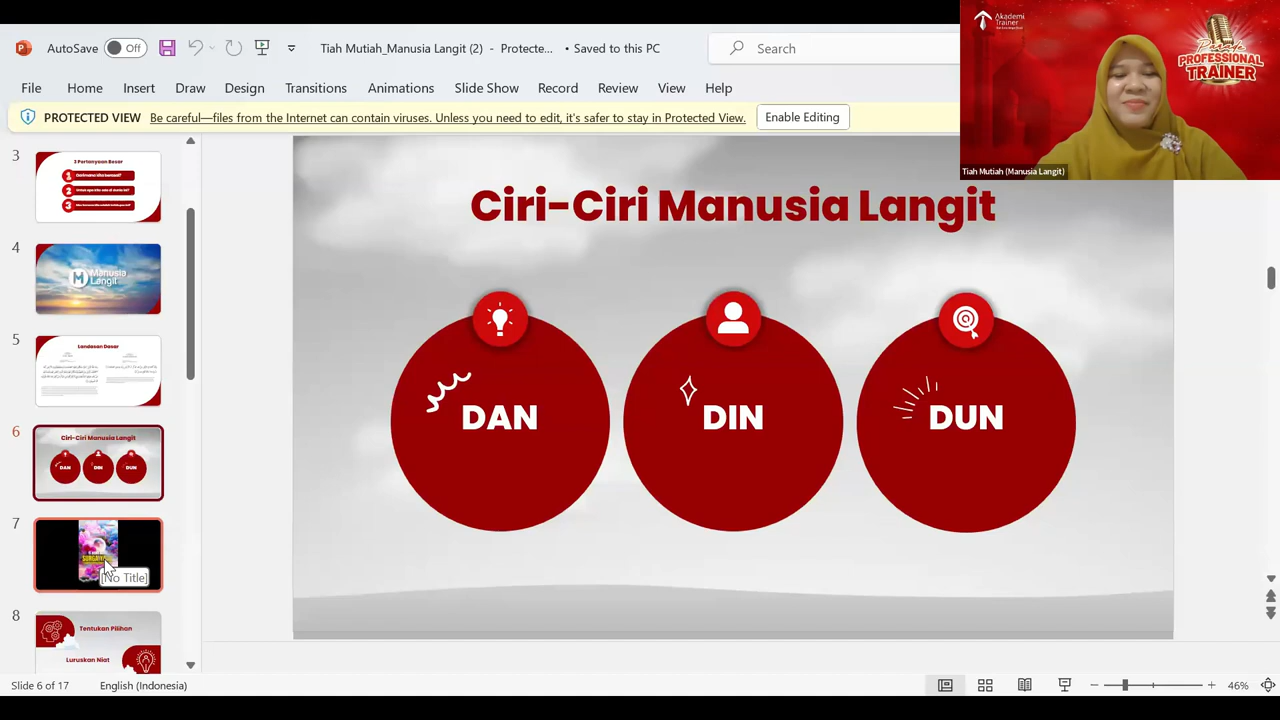 AutoSave Off Tiah Mutiah_Manusia Langit (2) - Protecte... • Saved to this PC Search
File Home Insert Draw Design Transitions Animations Slide Show Record Review View Help
PROTECTED VIEW Be careful—files from the Internet can contain viruses. Unless you need to edit, it's safer to stay in Protected View. Enable Editing
Akademi
Trainer
PROFESSIONAL
TRAINER
Tiah Mutiah (Manusia Langit)
3
3 Pertanyaan Besar
1
2
3
4
Manusia
Langit
5
Landasan Dasar
6
Ciri-Ciri Manusia Langit
DAN DIN DUN
7
[No Title]
8
Tentukan Pilihan
Luruskan Niat
Ciri-Ciri Manusia Langit
DAN
DIN
DUN
Slide 6 of 17 English (Indonesia) 46%